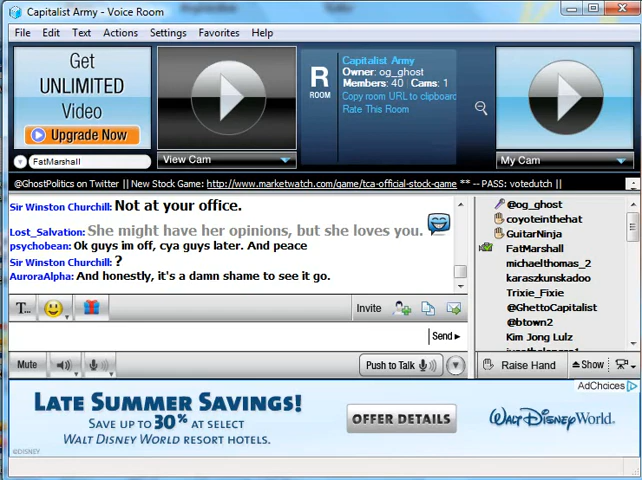 Capitalist Army - Voice Room
File Edit Text Actions Settings Favorites Help
Get
UNLIMITED
Video
Upgrade Now
FatMarshall
View Cam
R
ROOM
Capitalist Army
Owner: og_ghost
Members: 40 Cams: 1
Copy room URL to clipboard
Rate This Room
My Cam
@GhostPolitics on Twitter || New Stock Game: http://www.marketwatch.com/game/tca-official-stock-game ** -- PASS: votedutch ||
Sir Winston Churchill: Not at your office.
Lost_Salvation: She might have her opinions, but she loves you.
psychobean: Ok guys im off, cya guys later. And peace
Sir Winston Churchill: ?
AuroraAlpha: And honestly, it's a damn shame to see it go.
@og_ghost
coyoteinthehat
GuitarNinja
FatMarshall
michaelthomas_2
karaszkunskadoo
Trixie_Fixie
@GhettoCapitalist
@btown2
Kim Jong Lulz
T... Invite
Send
Mute Push to Talk Raise Hand Show
AdChoices
LATE SUMMER SAVINGS!
SAVE UP TO 30% AT SELECT
WALT DISNEY WORLD RESORT HOTELS.
©DISNEY
OFFER DETAILS
WALT DISNEY World.